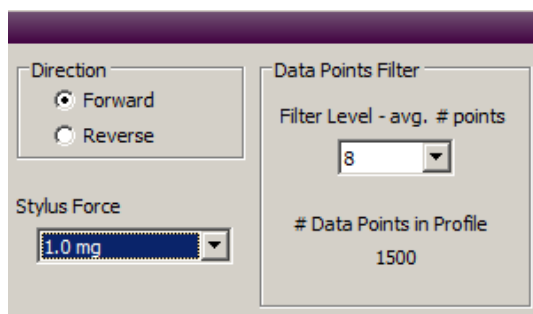 Direction
Forward
Reverse
Stylus Force
1.0 mg
Data Points Filter
Filter Level - avg. # points
8
# Data Points in Profile
1500